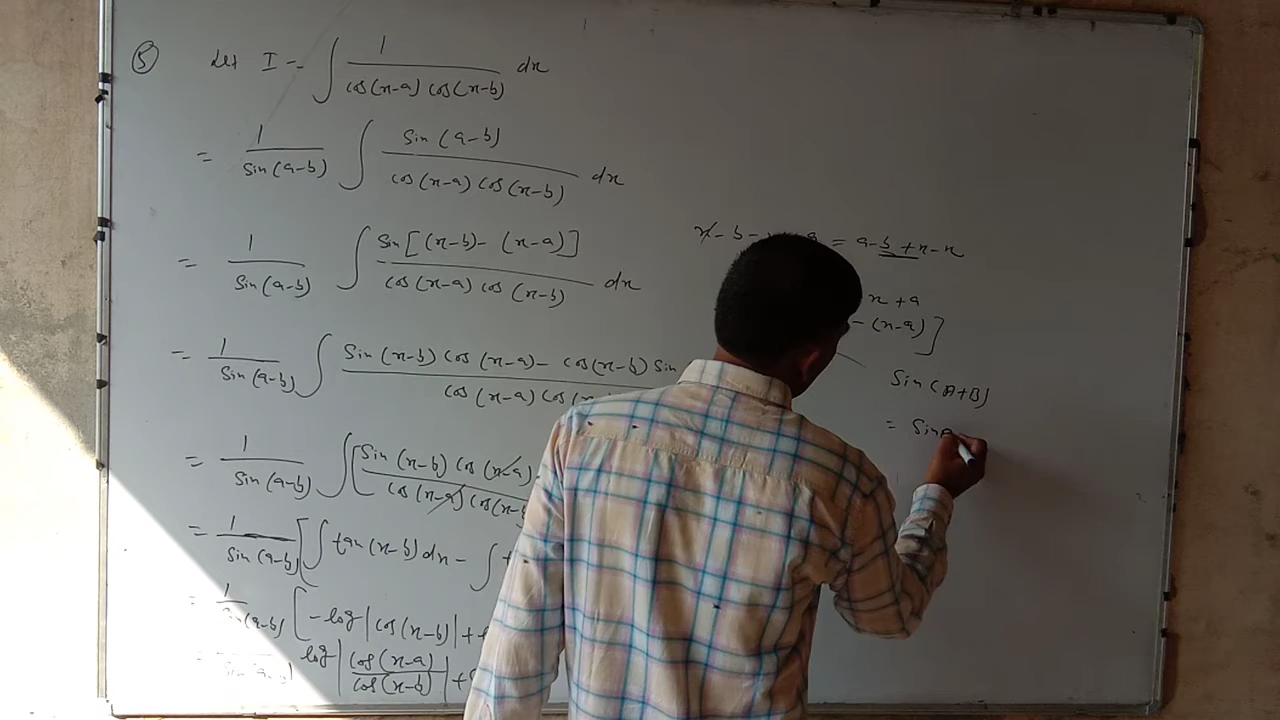 ⑤ Let I = ∫ 1 / cos(x-a) cos(x-b) dx
= 1 / sin(a-b) ∫ sin(a-b) / cos(x-a) cos(x-b) dx
= 1 / sin(a-b) ∫ sin[(x-b)-(x-a)] / cos(x-a) cos(x-b) dx
= 1 / sin(a-b) ∫ sin(x-b) cos(x-a) - cos(x-b) sin / cos(x-a) cos(x
= 1 / sin(a-b) ∫[ sin(x-b) cos(x-a) / cos(x-a) cos(x-b
= 1 / sin(a-b) [∫ tan(x-b) dx - ∫ t
= 1 / sin(a-b) [-log|cos(x-b)| +
= 1 / sin(a-b) log|cos(x-a) / cos(x-b)| +
x-b- a = a-b+x-x
x+a
-(x-a)]
sin(A+B)
= sinA